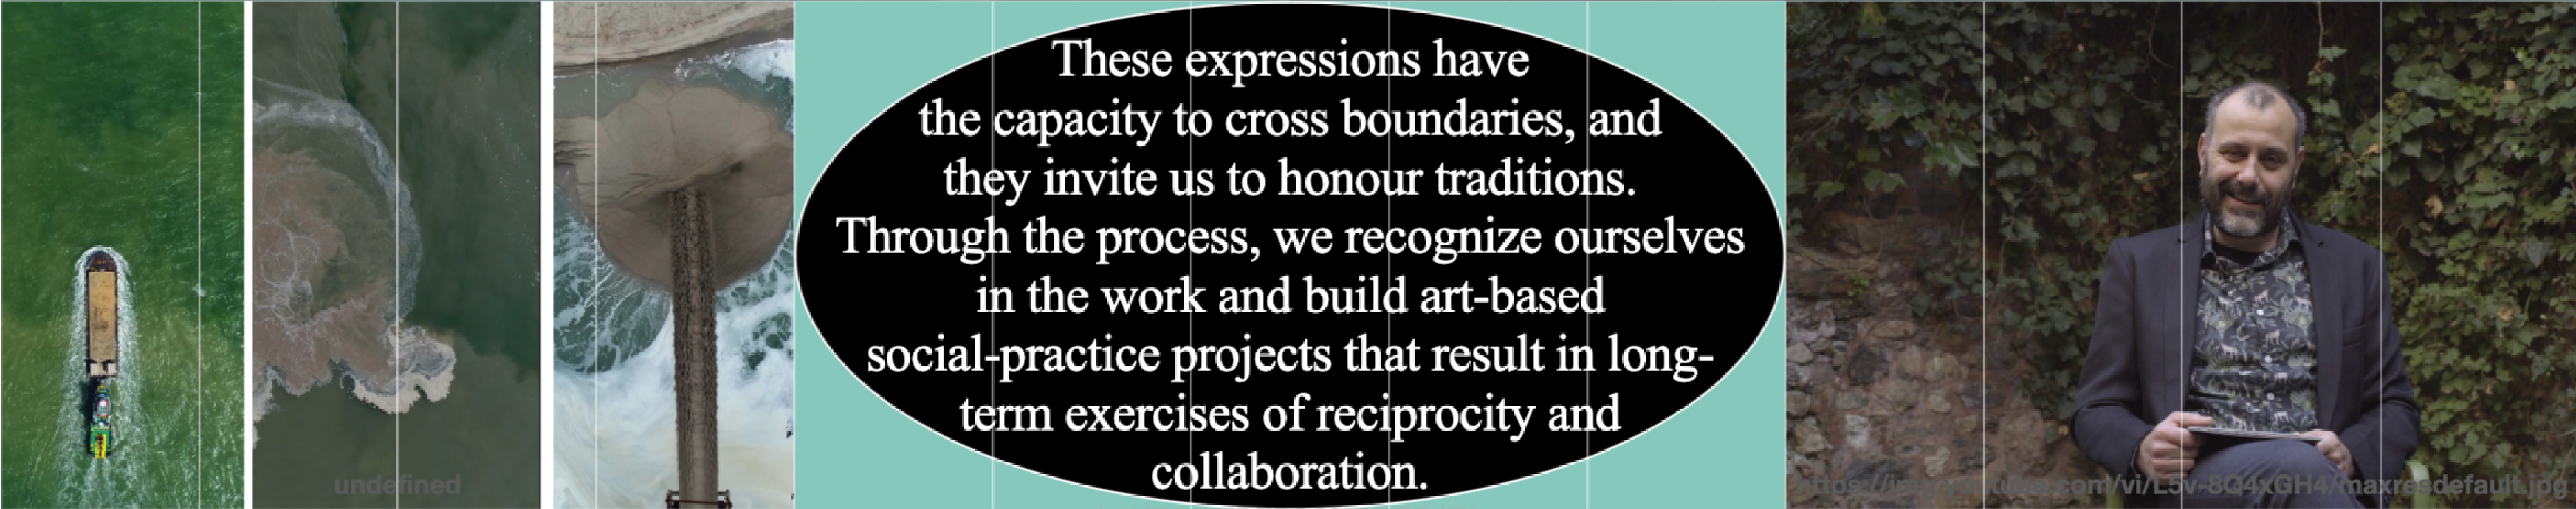 These expressions have
the capacity to cross boundaries, and
they invite us to honour traditions.
Through the process, we recognize ourselves
in the work and build art-based
social-practice projects that result in long-
term exercises of reciprocity and
collaboration.
undefined
https://img.youtube.com/vi/L5v-8Q4xGH4/maxresdefault.jpg